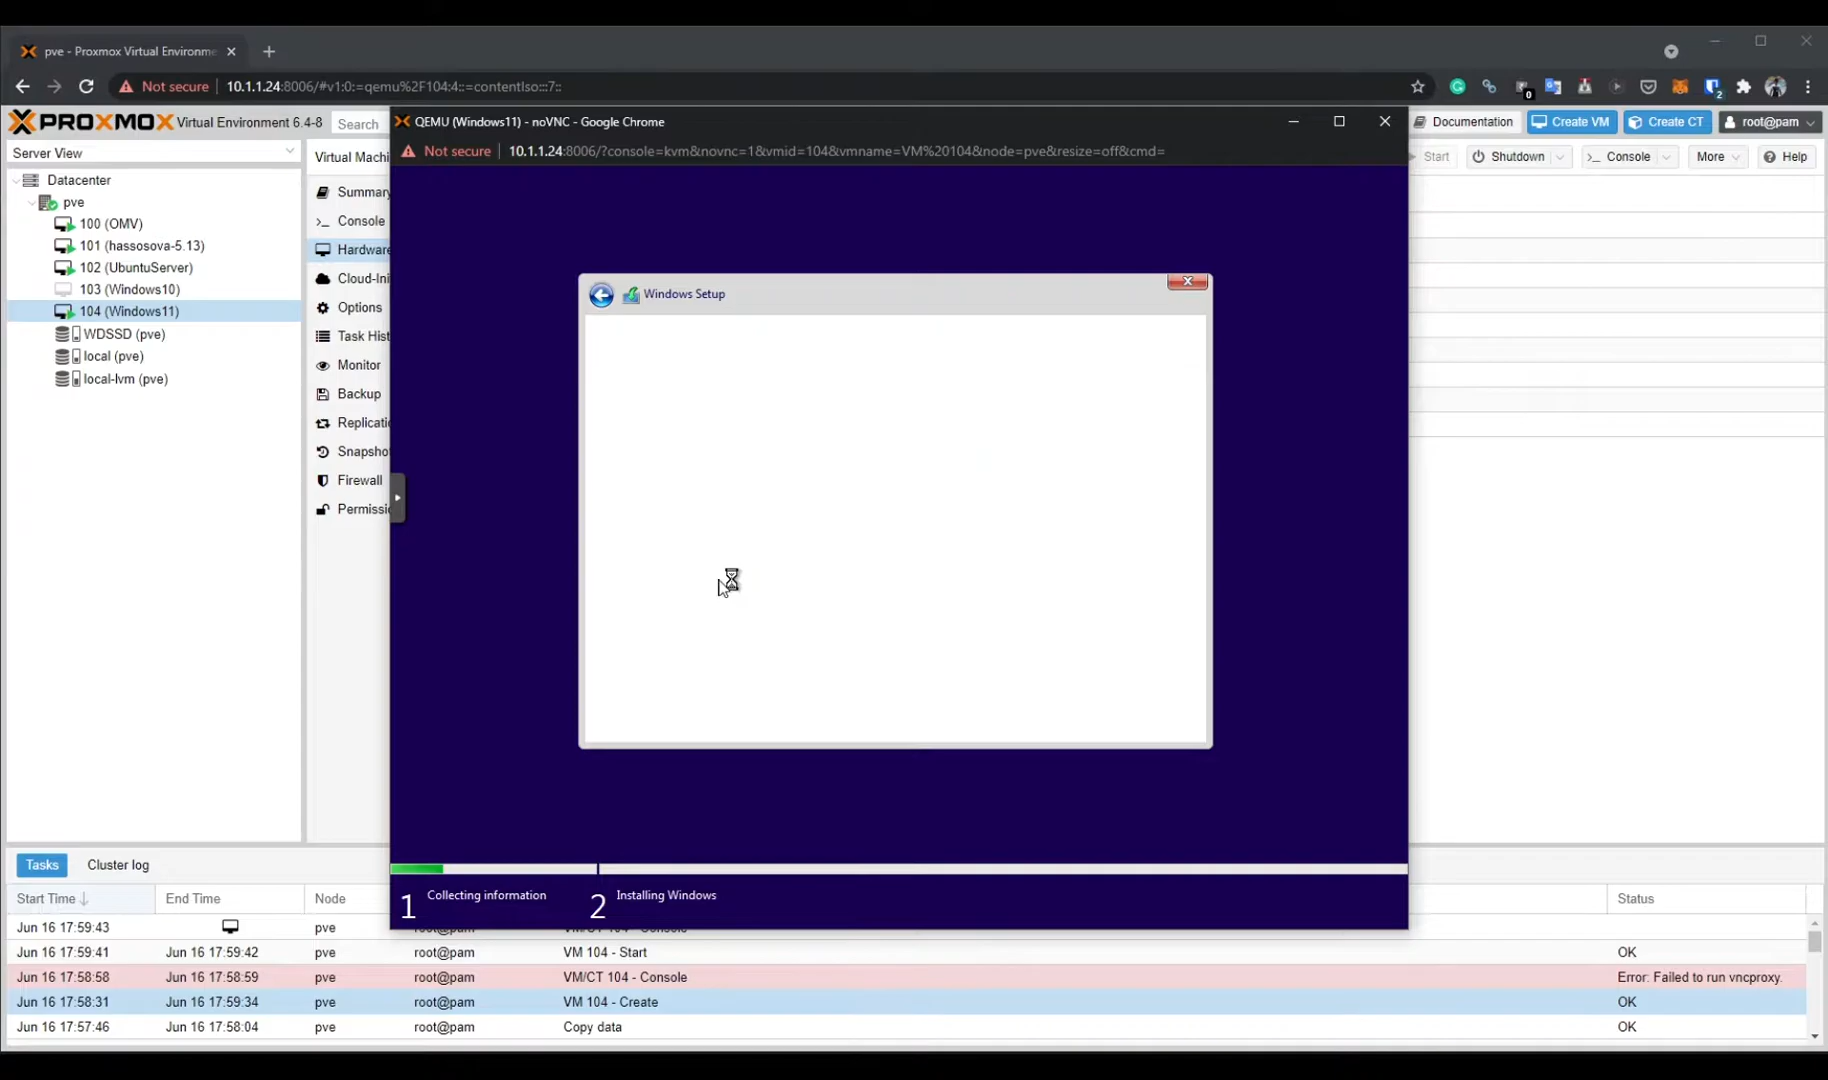 pve - Proxmox Virtual Environme
Not secure
10.1.1.24:8006/#v1:0:=qemu%2F104:4::=contentIso:::7::
0
2
PROXMOX Virtual Environment 6.4-8
Search
QEMU (Windows11) - noVNC - Google Chrome
Documentation
Create VM
Create CT
root@pam
Server View
Virtual Machi
Not secure
10.1.1.24:8006/?console=kvm&novnc=1&vmid=104&vmname=VM%20104&node=pve&resize=off&cmd=
Start
Shutdown
Console
More
Help
Datacenter
pve
100 (OMV)
101 (hassosova-5.13)
102 (UbuntuServer)
103 (Windows10)
104 (Windows11)
WDSSD (pve)
local (pve)
local-lvm (pve)
Summary
Console
Hardware
Cloud-Ini
Options
Task Hist
Monitor
Backup
Replicati
Snapsho
Firewall
Permissi
Windows Setup
1 Collecting information
2 Installing Windows
Tasks
Cluster log
Start Time End Time Node Status
Jun 16 17:59:43 pve root@pam VM/CT 104 - Console
Jun 16 17:59:41 Jun 16 17:59:42 pve root@pam VM 104 - Start OK
Jun 16 17:58:58 Jun 16 17:58:59 pve root@pam VM/CT 104 - Console Error: Failed to run vncproxy.
Jun 16 17:58:31 Jun 16 17:59:34 pve root@pam VM 104 - Create OK
Jun 16 17:57:46 Jun 16 17:58:04 pve root@pam Copy data OK